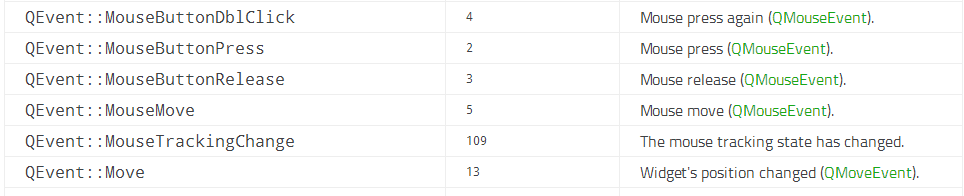 QEvent::MouseButtonDblClick 4 Mouse press again (QMouseEvent).
QEvent::MouseButtonPress 2 Mouse press (QMouseEvent).
QEvent::MouseButtonRelease 3 Mouse release (QMouseEvent).
QEvent::MouseMove 5 Mouse move (QMouseEvent).
QEvent::MouseTrackingChange 109 The mouse tracking state has changed.
QEvent::Move 13 Widget's position changed (QMoveEvent).